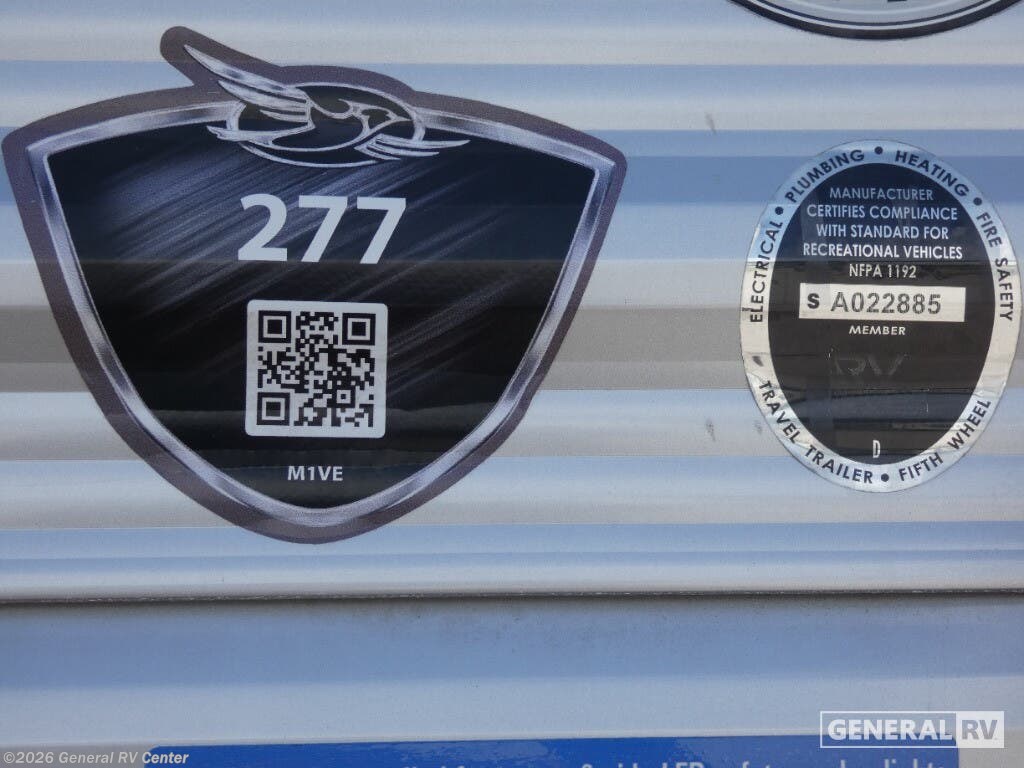 277
M1VE
ELECTRICAL • PLUMBING • HEATING • FIRE SAFETY
MANUFACTURER
CERTIFIES COMPLIANCE
WITH STANDARD FOR
RECREATIONAL VEHICLES
NFPA 1192
S A022885
MEMBER
RV
D
• TRAVEL TRAILER • FIFTH WHEEL
GENERAL RV
©2026 General RV Center